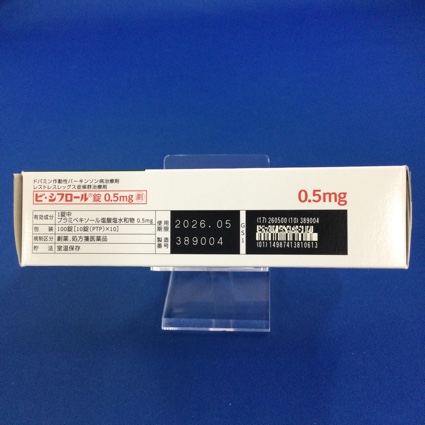 ドパミン作動性パーキンソン病治療剤
レストレスレッグス症候群治療剤
ビ・シフロール®錠 0.5mg 劇
有効成分 1錠中
プラミペキソール塩酸塩水和物 0.5mg
包装 100錠[10錠(PTP)×10]
規制区分 劇薬、処方箋医薬品
貯法 室温保存
使用期限 2026.05
製造番号 389004
GS1
(17)260500(10)389004
(01)14987413810613
0.5mg